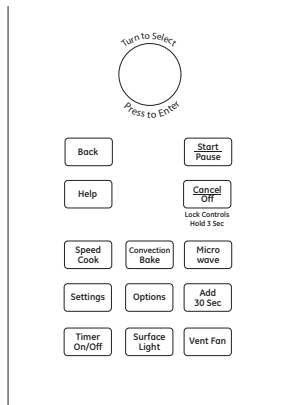 Turn to Select
Press to Enter
Back
Start
Pause
Help
Cancel
Off
Lock Controls
Hold 3 Sec
Speed
Cook
Convection
Bake
Micro
wave
Settings
Options
Add
30 Sec
Timer
On/Off
Surface
Light
Vent Fan